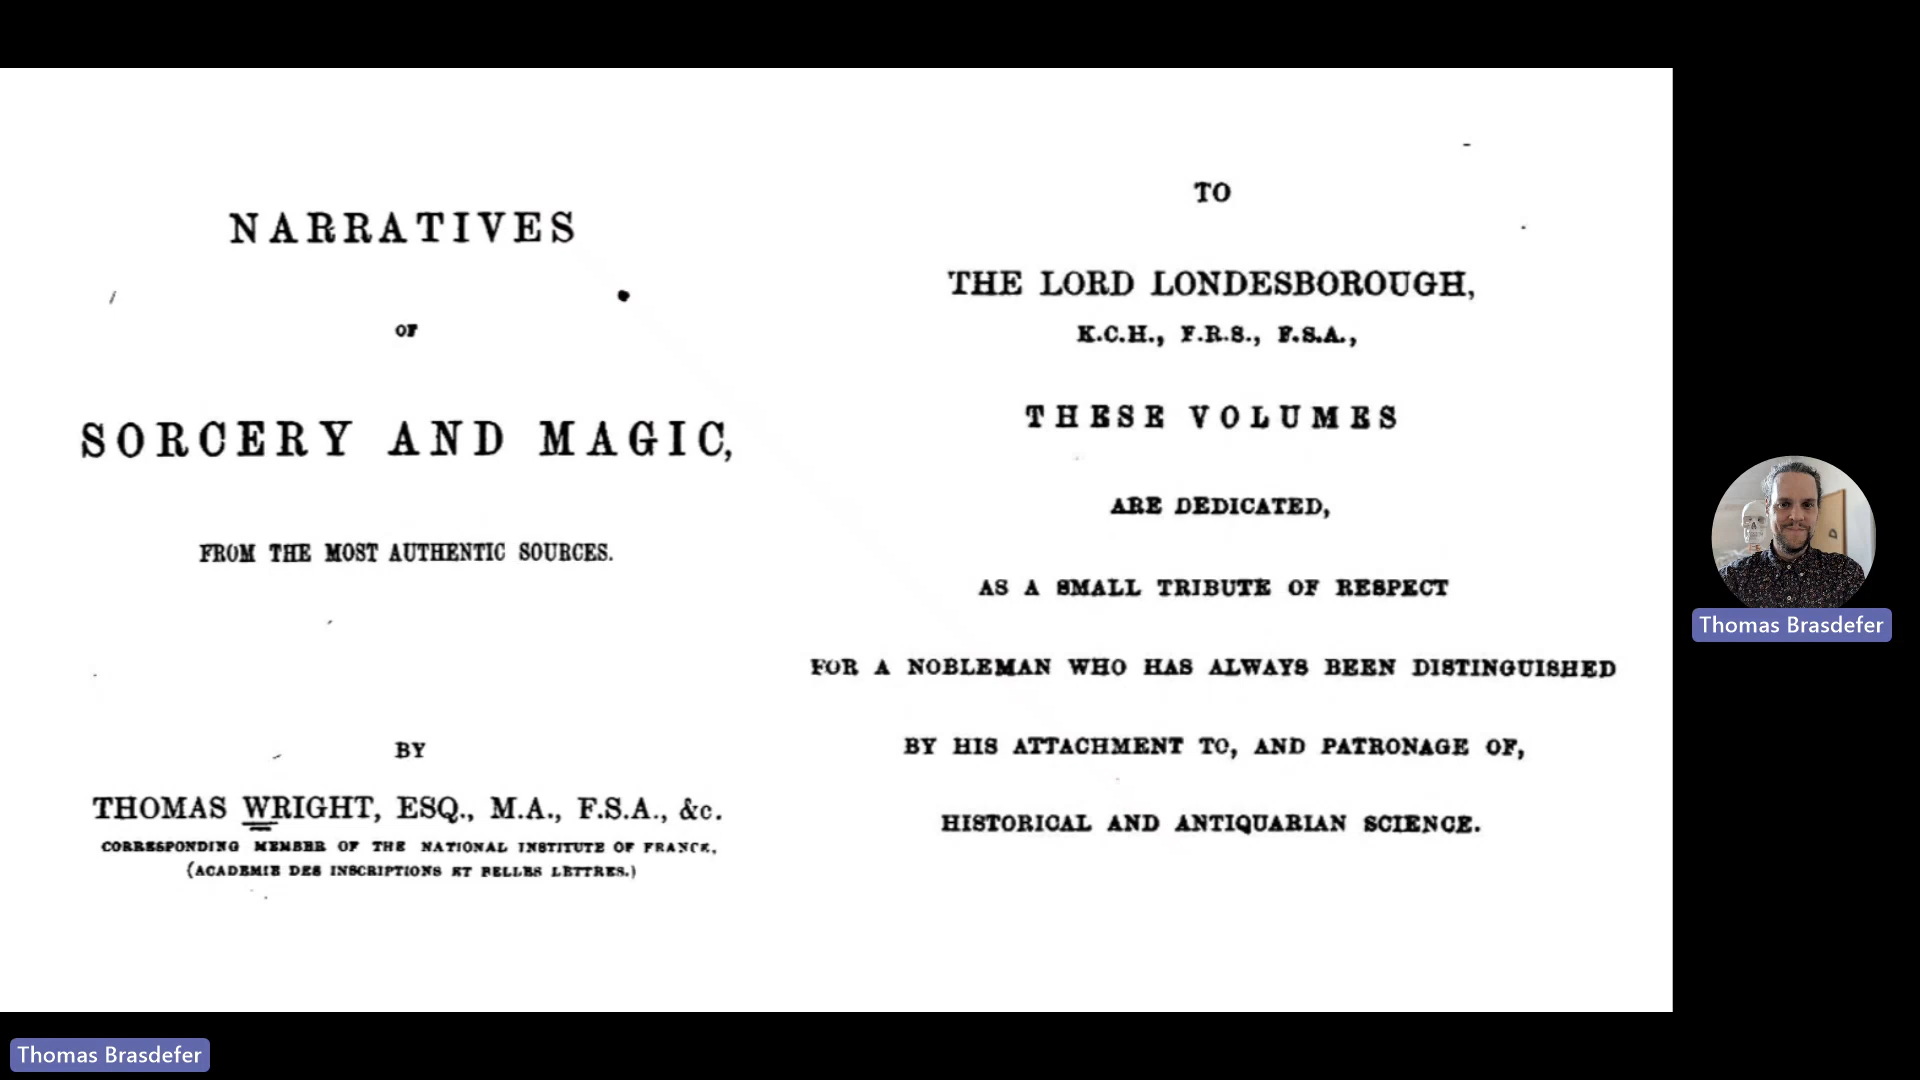 NARRATIVES
OF
SORCERY AND MAGIC,
FROM THE MOST AUTHENTIC SOURCES.
BY
THOMAS WRIGHT, ESQ., M.A., F.S.A., &c.
CORRESPONDING MEMBER OF THE NATIONAL INSTITUTE OF FRANCE,
(ACADEMIE DES INSCRIPTIONS ET BELLES LETTRES.)
TO
THE LORD LONDESBOROUGH,
K.C.H., F.R.S., F.S.A.,
THESE VOLUMES
ARE DEDICATED,
AS A SMALL TRIBUTE OF RESPECT
FOR A NOBLEMAN WHO HAS ALWAYS BEEN DISTINGUISHED
BY HIS ATTACHMENT TO, AND PATRONAGE OF,
HISTORICAL AND ANTIQUARIAN SCIENCE.
Thomas Brasdefer
Thomas Brasdefer